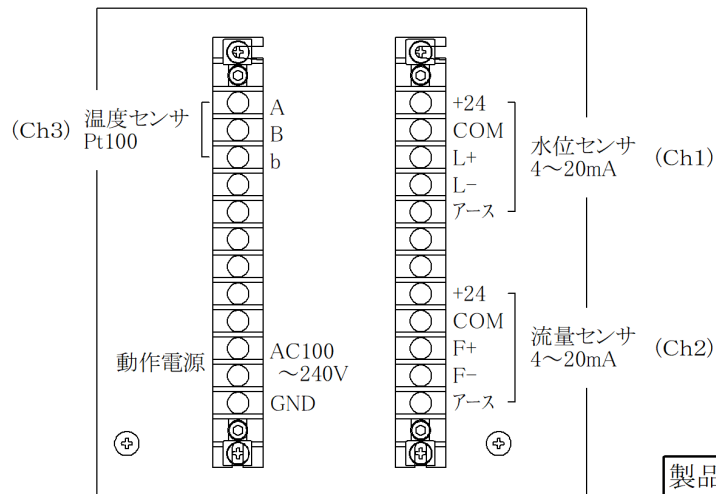 (Ch3)
温度センサ
Pt100
A
B
b
動作電源
AC100
～240V
GND
+24
COM
L+
L-
アース
水位センサ
4～20mA
(Ch1)
+24
COM
F+
F-
アース
流量センサ
4～20mA
(Ch2)
製品